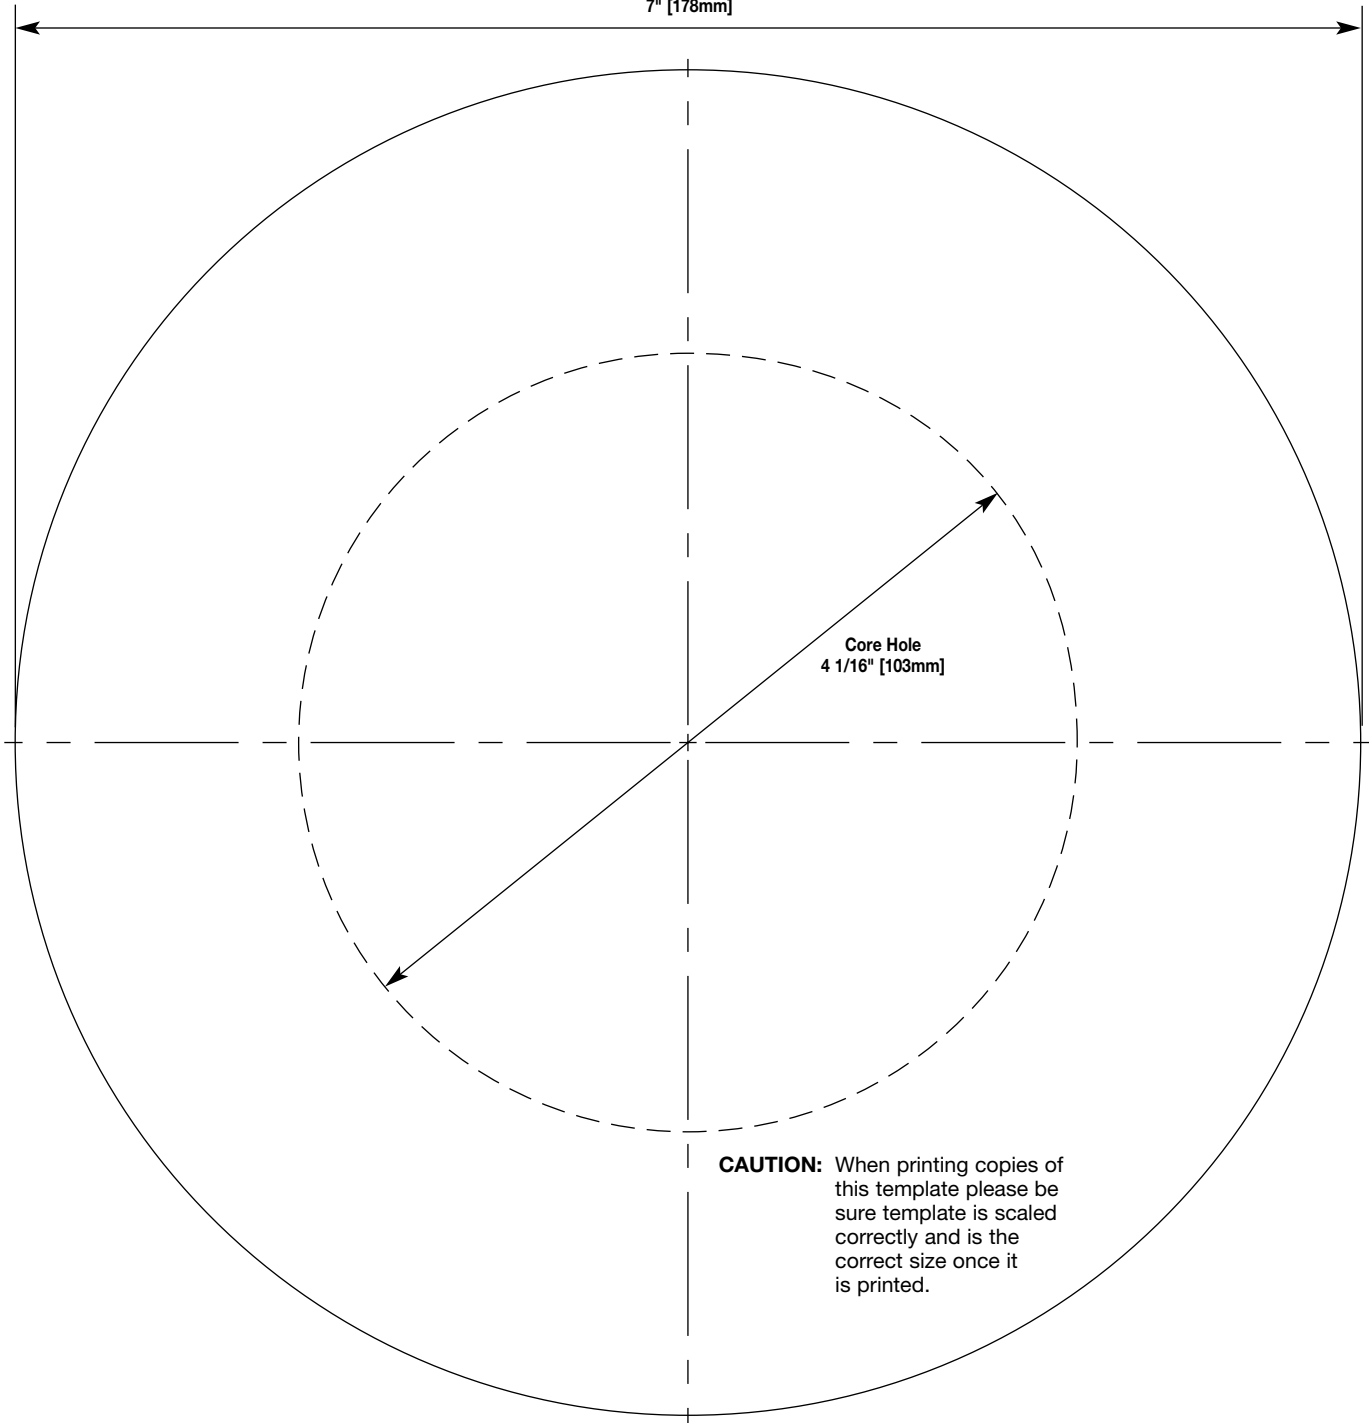 7" [178mm]
Core Hole
4 1/16" [103mm]
CAUTION: When printing copies of
this template please be
sure template is scaled
correctly and is the
correct size once it
is printed.